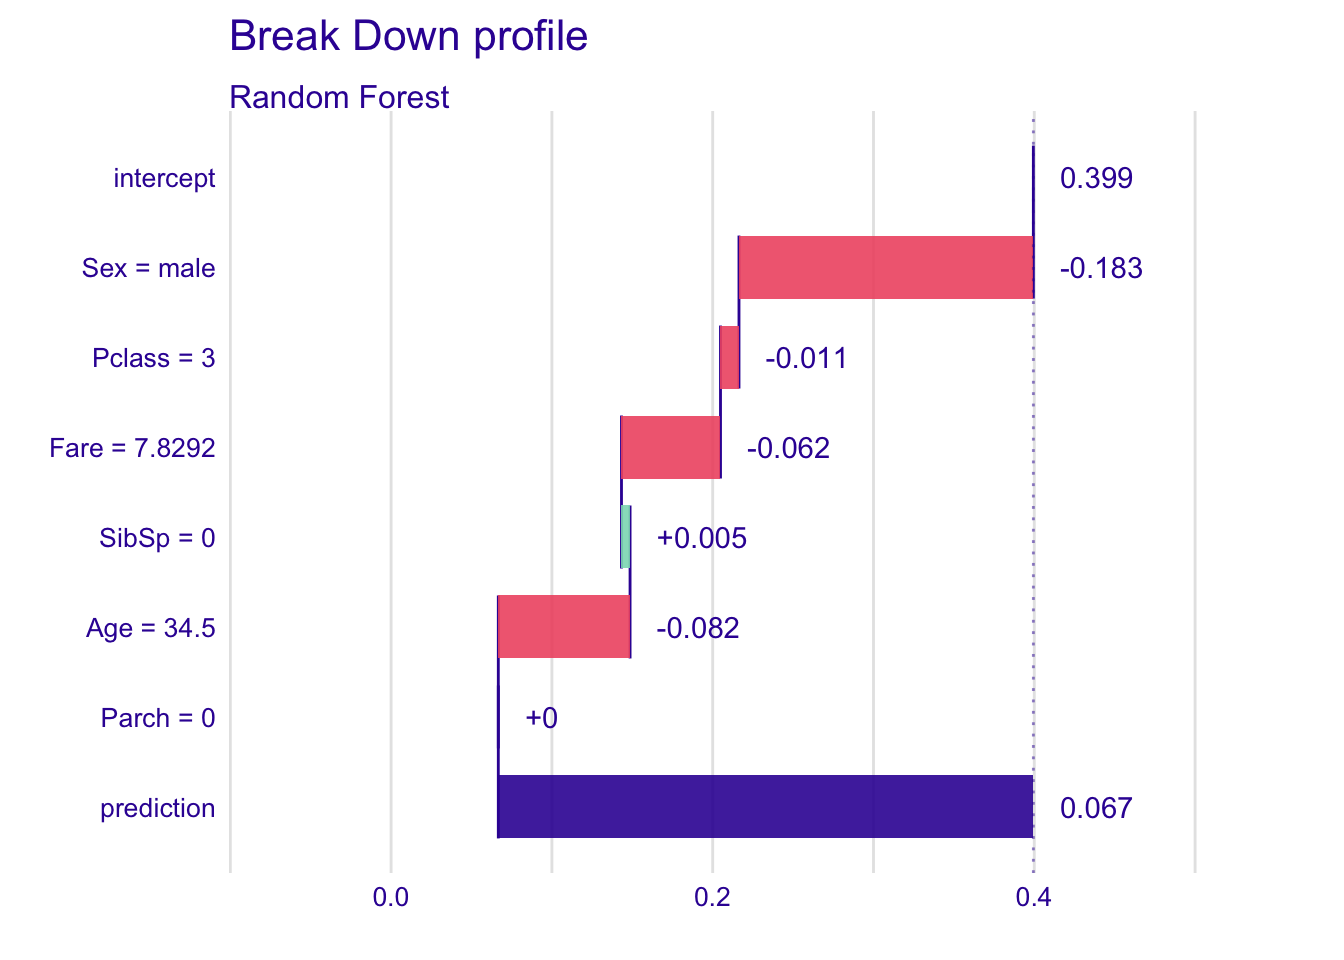 Break Down profile
Random Forest
intercept 0.399
Sex = male -0.183
Pclass = 3 -0.011
Fare = 7.8292 -0.062
SibSp = 0 +0.005
Age = 34.5 -0.082
Parch = 0 +0
prediction 0.067
0.0 0.2 0.4